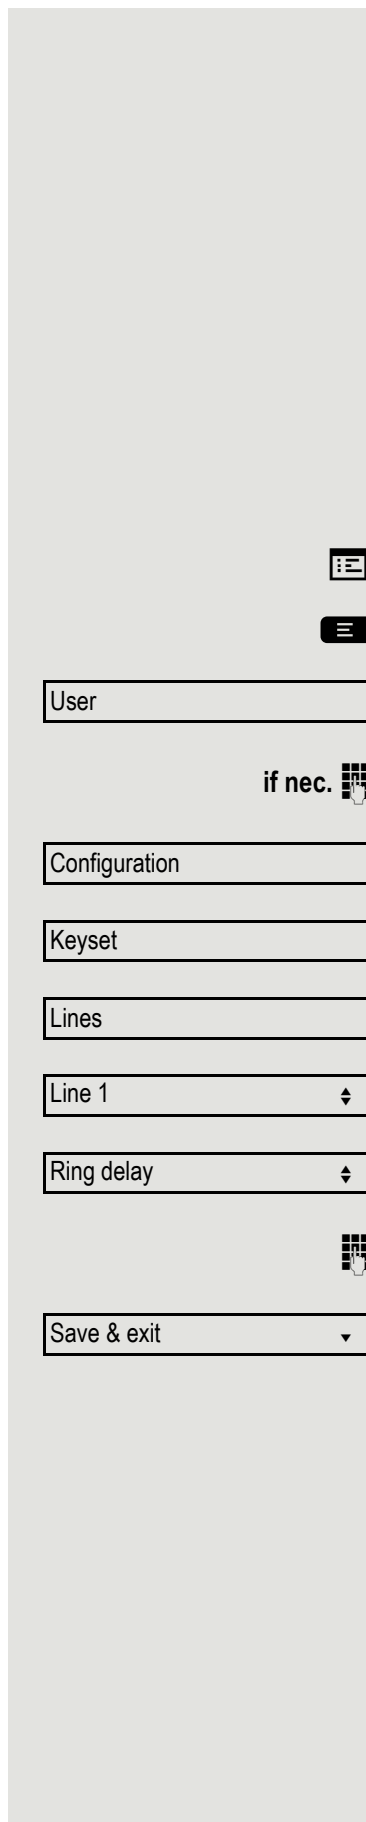 User
if nec.
Configuration
Keyset
Lines
Line 1
Ring delay
Save & exit